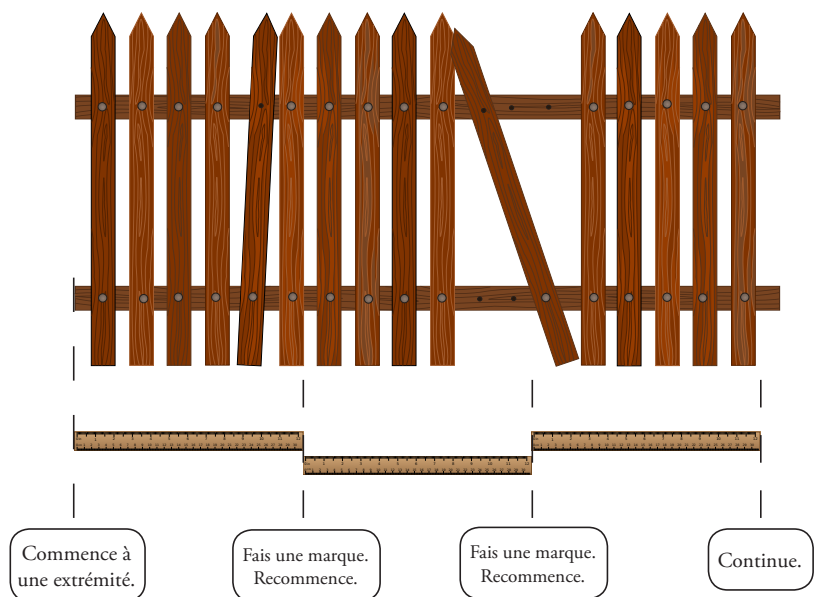 Commence à
une extrémité.
Fais une marque.
Recommence.
Fais une marque.
Recommence.
Continue.